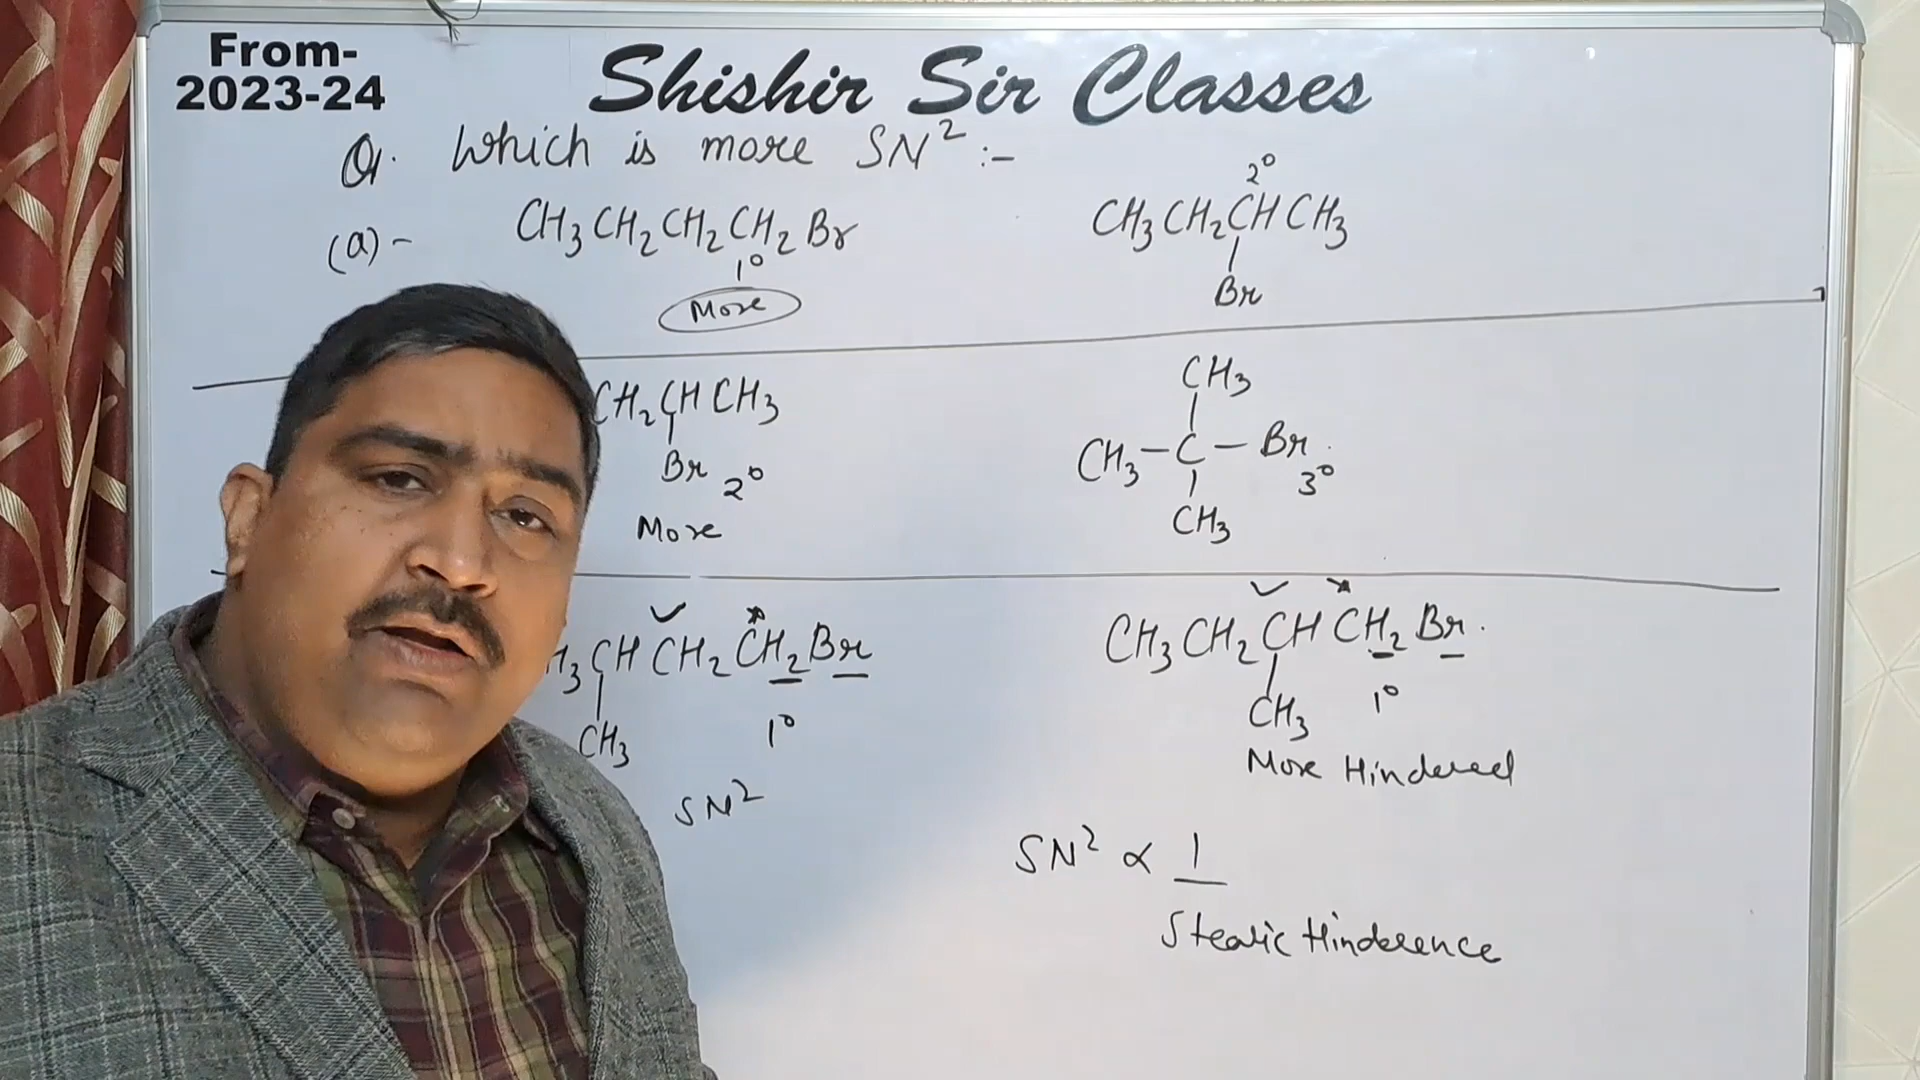 From-
2023-24
Shishir Sir Classes
Q. Which is more SN² :-
(a) - CH₃CH₂CH₂CH₂Br
1°
More
2°
CH₃CH₂CHCH₃
Br
CH₂CHCH₃
Br 2°
More
CH₃
CH₃-C-Br
3°
CH₃
H₃CHCH₂CH₂Br
CH₃ 1°
SN²
CH₃CH₂CHCH₂Br.
CH₃ 1°
More Hindered
SN² ∝ 1
Stearic Hinderence